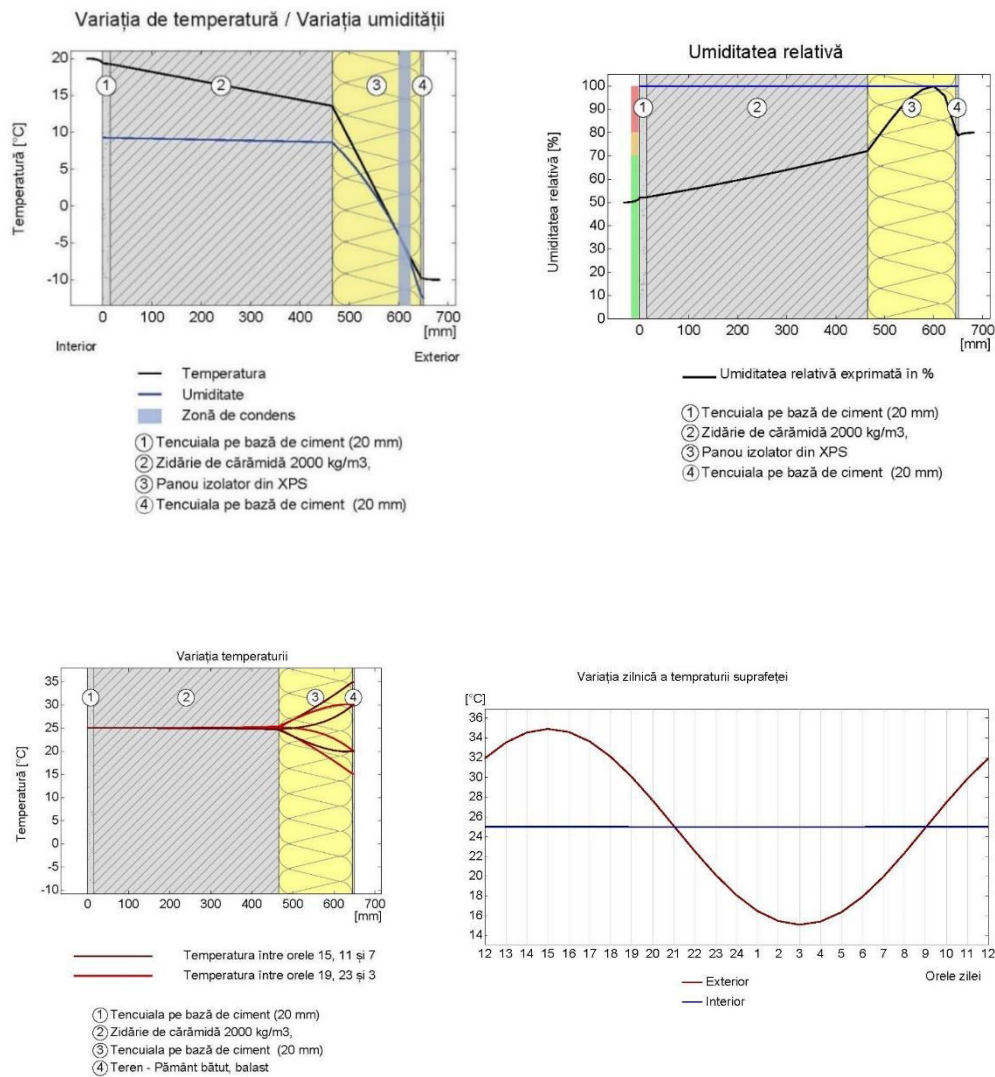 Variația de temperatură / Variația umidității
Temperatură [°C]
20
15
10
5
0
-5
-10
1
2
3
4
0 100 200 300 400 500 600 700
[mm]
Interior
Exterior
Temperatura
Umiditate
Zonă de condens
1 Tencuiala pe bază de ciment (20 mm)
2 Zidărie de cărămidă 2000 kg/m3,
3 Panou izolator din XPS
4 Tencuiala pe bază de ciment (20 mm)
Umiditatea relativă
Umiditatea relativă [%]
100
90
80
70
60
50
40
30
20
10
0
1
2
3
4
0 100 200 300 400 500 600 700
[mm]
Umiditatea relativă exprimată în %
1 Tencuiala pe bază de ciment (20 mm)
2 Zidărie de cărămidă 2000 kg/m3,
3 Panou izolator din XPS
4 Tencuiala pe bază de ciment (20 mm)
Variația temperaturii
Temperatură [°C]
35
30
25
20
15
10
5
0
-5
-10
1
2
3
4
0 100 200 300 400 500 600 700
[mm]
Temperatura între orele 15, 11 și 7
Temperatura între orele 19, 23 și 3
1 Tencuiala pe bază de ciment (20 mm)
2 Zidărie de cărămidă 2000 kg/m3,
3 Tencuiala pe bază de ciment (20 mm)
4 Teren - Pământ bătut, balast
Variația zilnică a tempraturii suprafeței
[°C]
36
34
32
30
28
26
24
22
20
18
16
14
12 13 14 15 16 17 18 19 20 21 22 23 24 1 2 3 4 5 6 7 8 9 10 11 12
Orele zilei
Exterior
Interior